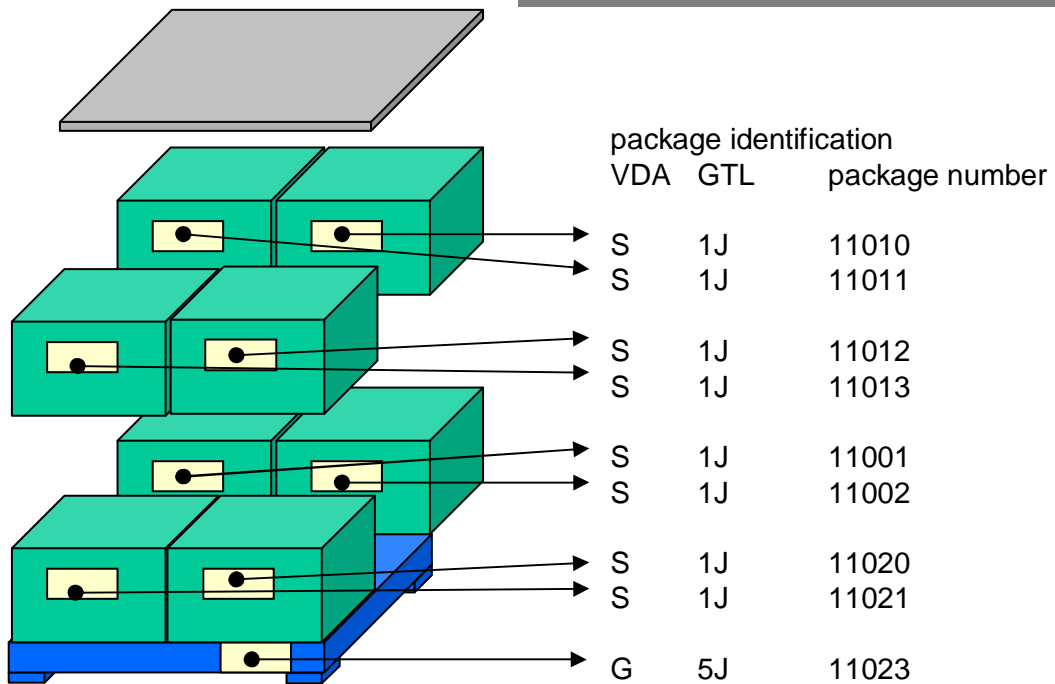 package identification
VDA GTL package number
S 1J 11010
S 1J 11011
S 1J 11012
S 1J 11013
S 1J 11001
S 1J 11002
S 1J 11020
S 1J 11021
G 5J 11023